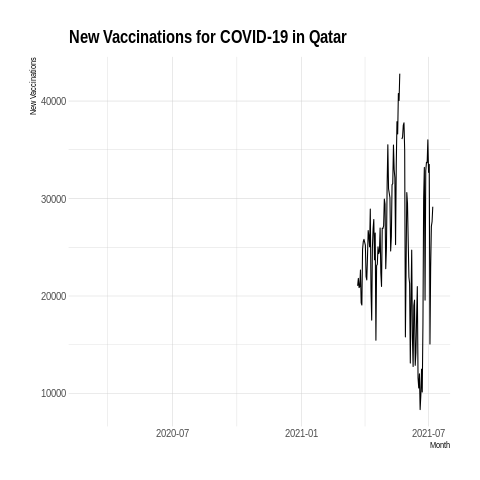 New Vaccinations for COVID-19 in Qatar
New Vaccinations
40000
30000
20000
10000
2020-07
2021-01
2021-07
Month